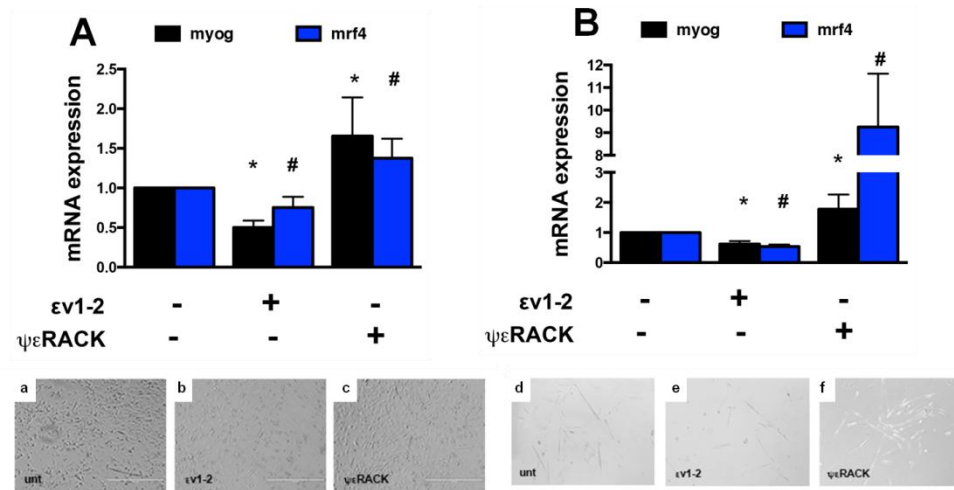 A
myog mrf4
mRNA expression
2.5
2.0
1.5
1.0
0.5
0.0
* # * #
εv1-2 - + -
ψεRACK - - +
B
myog mrf4
mRNA expression
12
11
10
9
8
3
2
1
0
* # * #
εv1-2 - + -
ψεRACK - - +
a
unt
b
εv1-2
c
ψεRACK
d
unt
e
εv1-2
f
ψεRACK